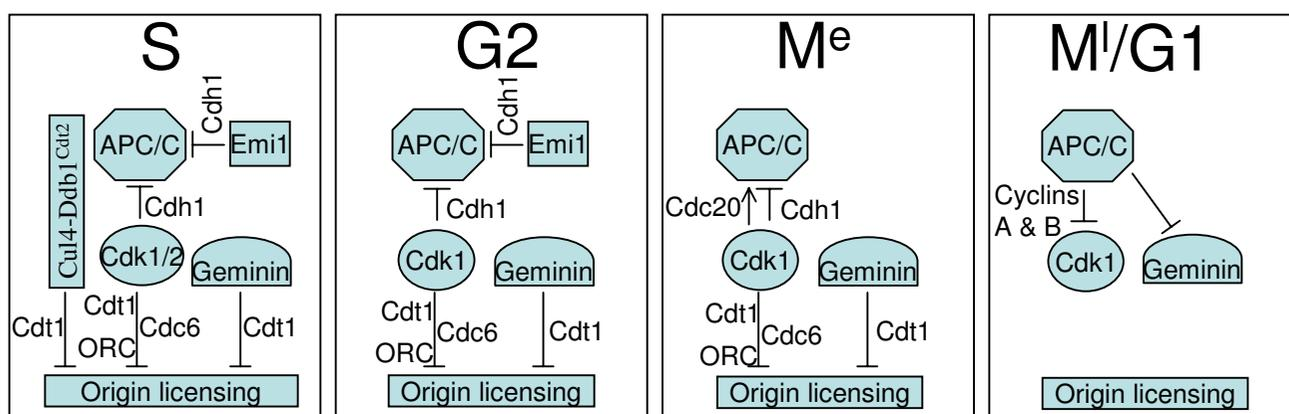 S
Cdh1
APC/C
Emi1
Cul4-Ddb1Cdt2
Cdh1
Cdk1/2
Geminin
Cdt1
Cdt1
Cdc6
Cdt1
ORC
Origin licensing
G2
Cdh1
APC/C
Emi1
Cdh1
Cdk1
Geminin
Cdt1
Cdc6
Cdt1
ORC
Origin licensing
Me
APC/C
Cdc20
Cdh1
Cdk1
Geminin
Cdt1
Cdc6
Cdt1
ORC
Origin licensing
Ml/G1
APC/C
Cyclins
A & B
Cdk1
Geminin
Origin licensing